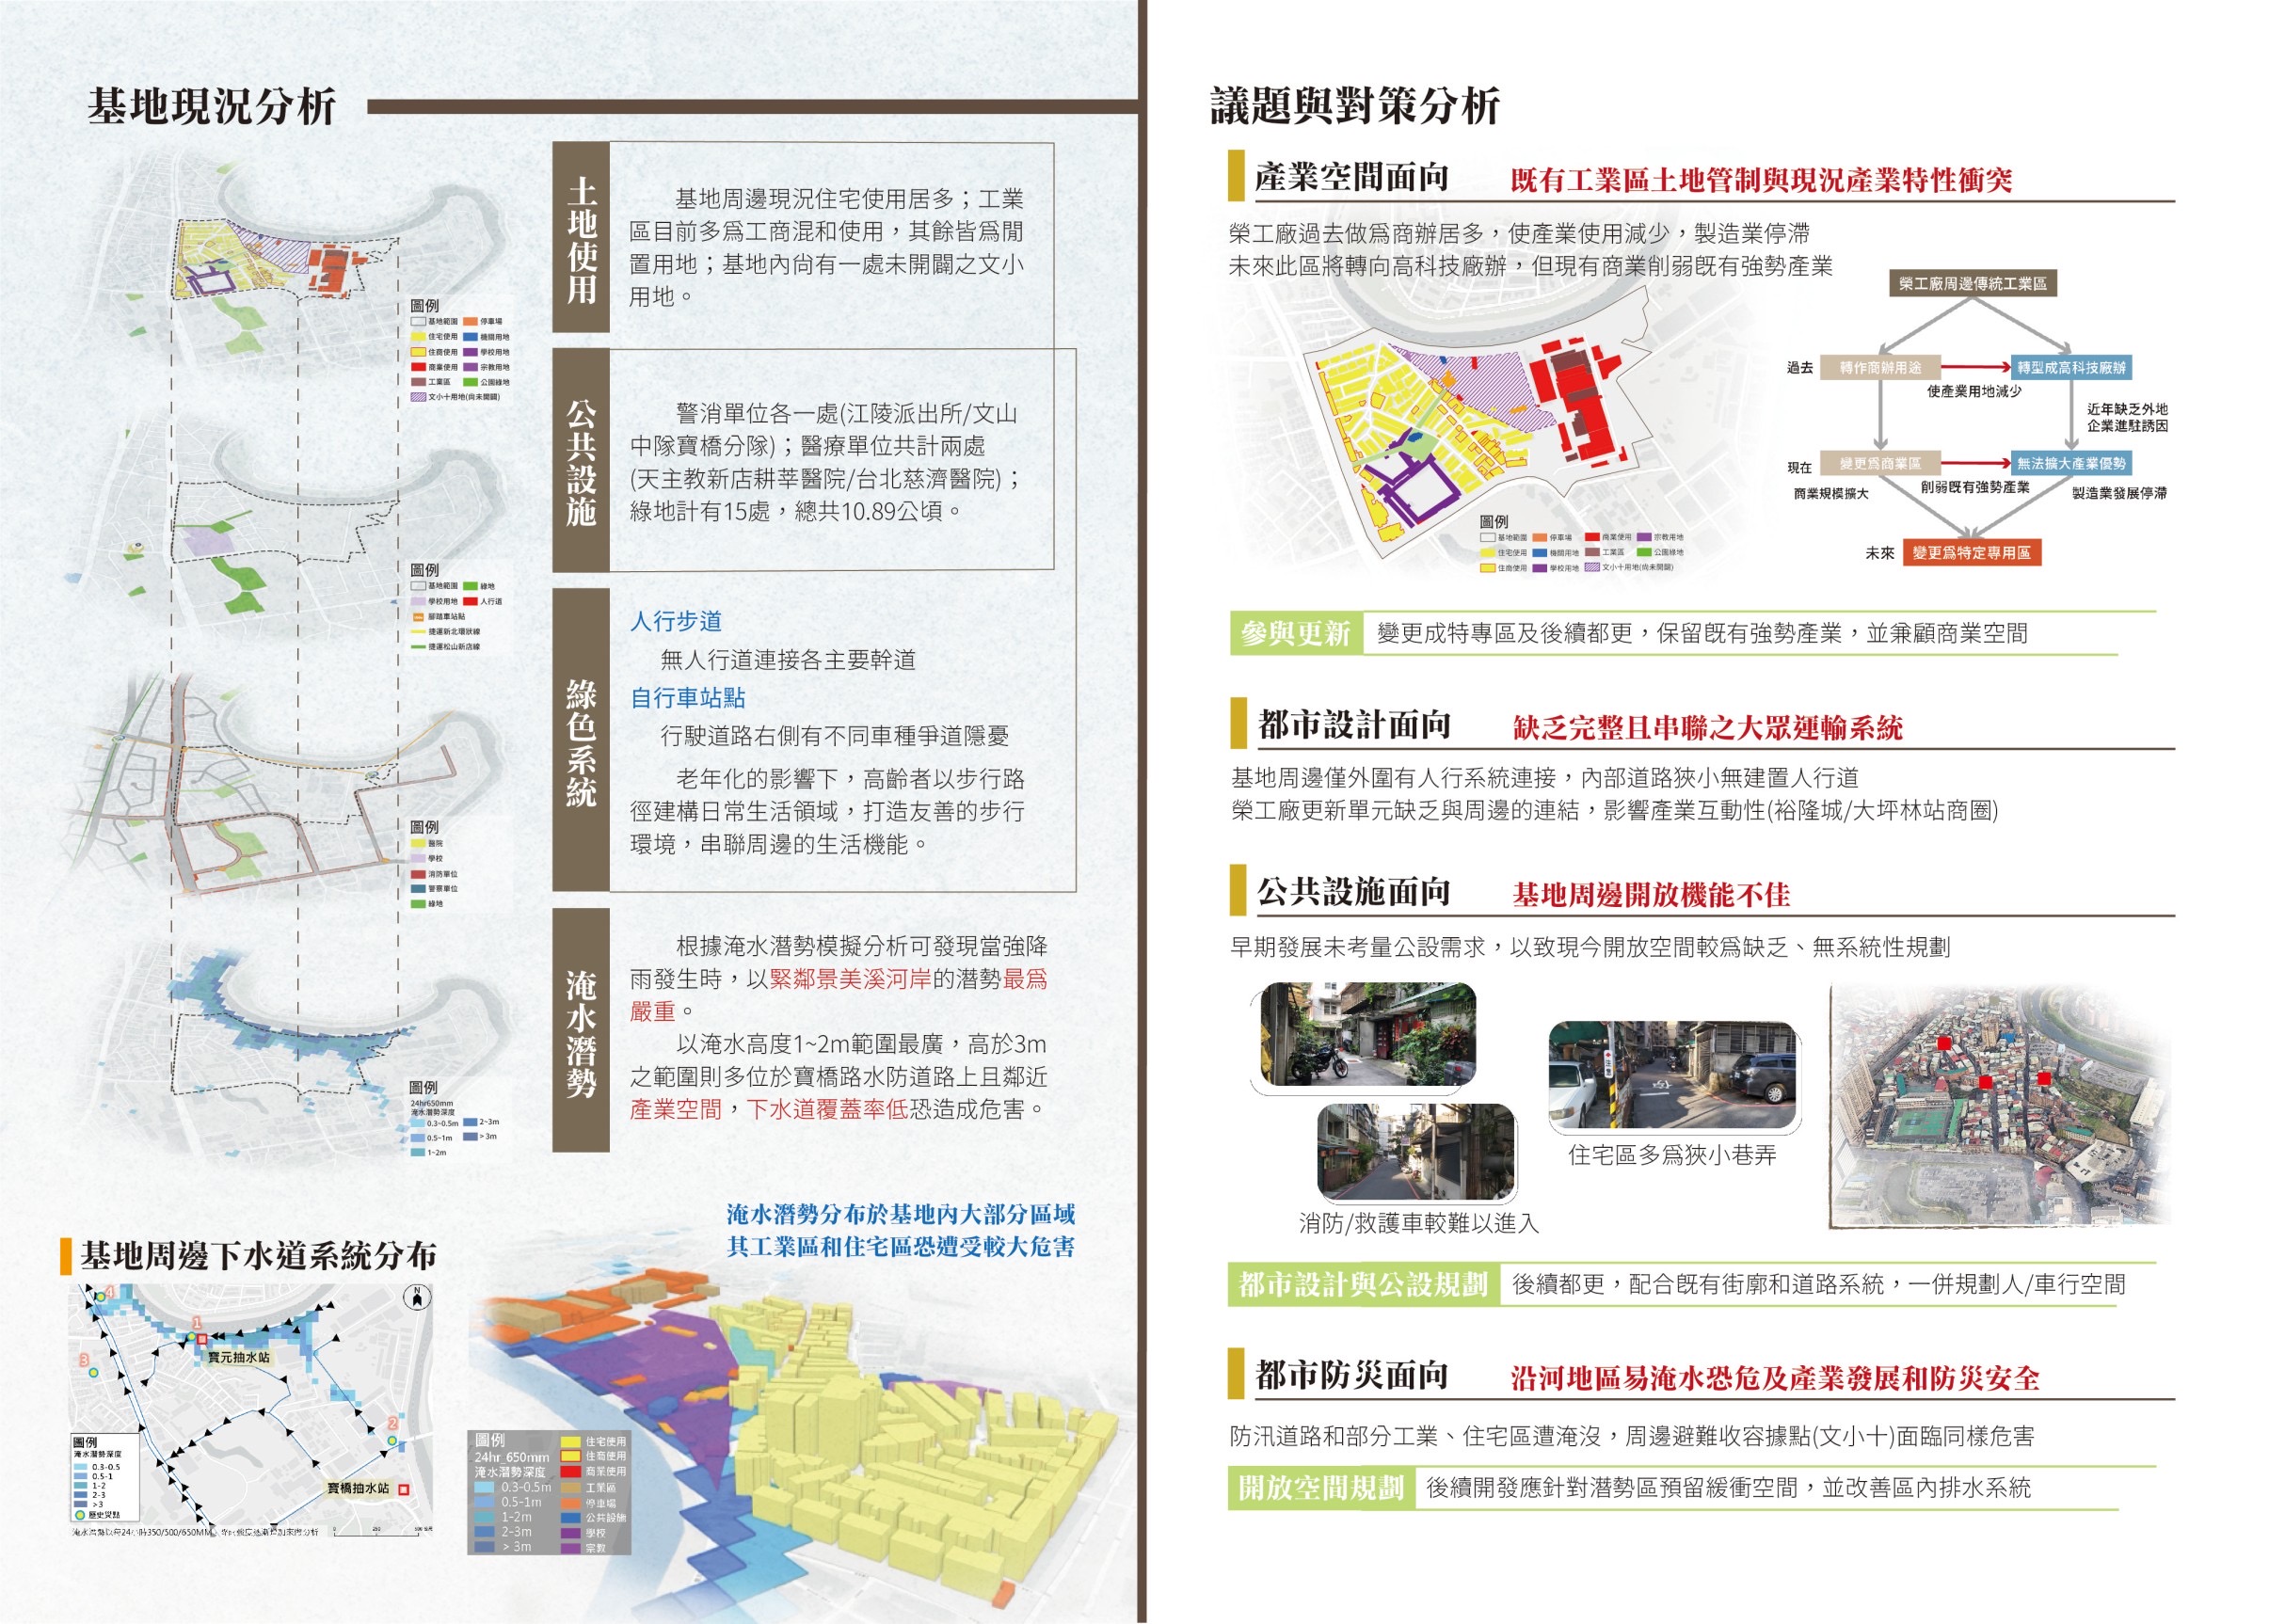 基地現況分析
土地使用
基地周邊現況住宅使用居多；工業
區目前多為工商混和使用，其餘皆為閒
置用地；基地內尚有一處未開闢之文小
用地。
圖例
基地範圍 停車場
住宅使用 機關用地
住商使用 學校用地
商業使用 宗教用地
工業區 公園綠地
文小十用地(尚未開闢)
公共設施
警消單位各一處(江陵派出所/文山
中隊寶橋分隊)；醫療單位共計兩處
(天主教新店耕莘醫院/台北慈濟醫院)；
綠地計有15處，總共10.89公頃。
圖例
基地範圍 綠地
學校用地 人行道
腳踏車站點
捷運新北環狀線
捷運松山新店線
綠色系統
人行步道
無人行道連接各主要幹道
自行車站點
行駛道路右側有不同車種爭道隱憂
老年化的影響下，高齡者以步行路
徑建構日常生活領域，打造友善的步行
環境，串聯周邊的生活機能。
圖例
醫院
學校
消防單位
警察單位
綠地
淹水潛勢
根據淹水潛勢模擬分析可發現當強降
雨發生時，以緊鄰景美溪河岸的潛勢最為
嚴重。
以淹水高度1~2m範圍最廣，高於3m
之範圍則多位於寶橋路水防道路上且鄰近
產業空間，下水道覆蓋率低恐造成危害。
圖例
24hr650mm
淹水潛勢深度
0.3-0.5m 2-3m
0.5-1m >3m
1-2m
淹水潛勢分布於基地內大部分區域
其工業區和住宅區恐遭受較大危害
基地周邊下水道系統分布
N
4
1
寶元抽水站
3
2
寶橋抽水站
圖例
淹水潛勢深度
0.3-0.5
0.5-1
1-2
2-3
>3
歷史災點
圖例
24hr 650mm
淹水潛勢深度
0.3-0.5m
0.5-1m
1-2m
2-3m
> 3m
住宅使用
住商使用
商業使用
工業區
停車場
公共設施
學校
宗教
議題與對策分析
產業空間面向 既有工業區土地管制與現況產業特性衝突
榮工廠過去做為商辦居多，使產業使用減少，製造業停滯
未來此區將轉向高科技廠辦，但現有商業削弱既有強勢產業
圖例
基地範圍 停車場 商業使用 宗教用地
住宅使用 機關用地 工業區 公園綠地
住商使用 學校用地 文小十用地(尚未開闢)
榮工廠周邊傳統工業區
過去 轉作商辦用途 轉型成高科技廠辦
使產業用地減少
近年缺乏外地
企業進駐誘因
現在 變更為商業區 無法擴大產業優勢
商業規模擴大 削弱既有強勢產業 製造業發展停滯
未來 變更為特定專用區
參與更新 變更成特專區及後續都更，保留既有強勢產業，並兼顧商業空間
都市設計面向 缺乏完整且串聯之大眾運輸系統
基地周邊僅外圍有人行系統連接，內部道路狹小無建置人行道
榮工廠更新單元缺乏與周邊的連結，影響產業互動性(裕隆城/大坪林站商圈)
公共設施面向 基地周邊開放機能不佳
早期發展未考量公設需求，以致現今開放空間較為缺乏、無系統性規劃
住宅區多為狹小巷弄
消防/救護車較難以進入
都市設計與公設規劃 後續都更，配合既有街廓和道路系統，一併規劃人/車行空間
都市防災面向 沿河地區易淹水恐危及產業發展和防災安全
防汛道路和部分工業、住宅區遭淹沒，周邊避難收容據點(文小十)面臨同樣危害
開放空間規劃 後續開發應針對潛勢區預留緩衝空間，並改善區內排水系統